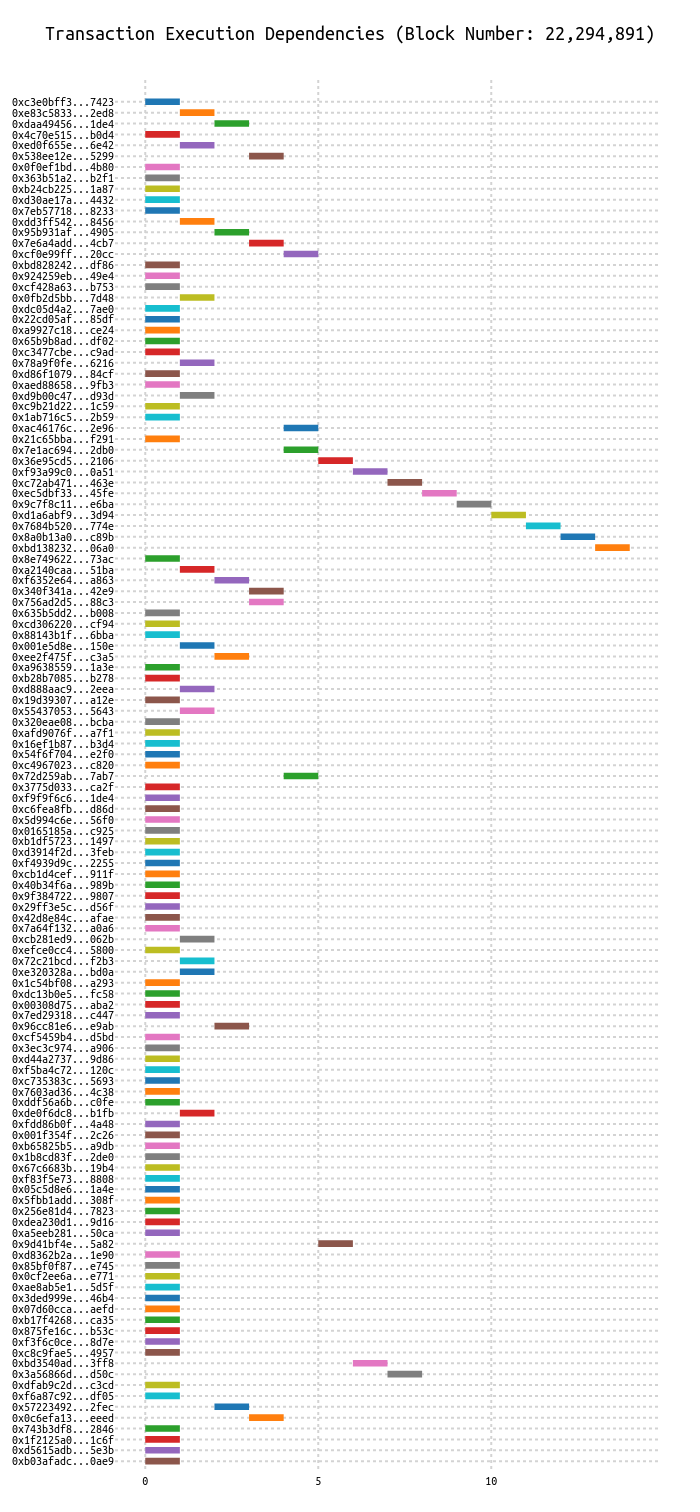 Transaction Execution Dependencies (Block Number: 22,294,891)
0xc3e0bff3...7423
0xe83c5833...2ed8
0xdaa49456...1de4
0x4c70e515...b0d4
0xed0f655e...6e42
0x538ee12e...5299
0x0f0ef1bd...4b80
0x363b51a2...b2f1
0xb24cb225...1a87
0xd30ae17a...4432
0x7eb57718...8233
0xdd3ff542...8456
0x95b931af...4905
0x7e6a4add...4cb7
0xcf0e99ff...20cc
0xbd828242...df86
0x924259eb...49e4
0xcf428a63...b753
0x0fb2d5bb...7d48
0xdc05d4a2...7ae0
0x22cd05af...85df
0xa9927c18...ce24
0x65b9b8ad...df02
0xc3477cbe...c9ad
0x78a9f0fe...6216
0xd86f1079...84cf
0xaed88658...9fb3
0xd9b00c47...d93d
0xc9b21d22...1c59
0x1ab716c5...2b59
0xac46176c...2e96
0x21c65bba...f291
0x7e1ac694...2db0
0x36e95cd5...2106
0xf93a99c0...0a51
0xc72ab471...463e
0xec5dbf33...45fe
0x9c7f8c11...e6ba
0xd1a6abf9...3d94
0x7684b520...774e
0x8a0b13a0...c89b
0xbd138232...06a0
0x8e749622...73ac
0xa2140caa...51ba
0xf6352e64...a863
0x340f341a...42e9
0x756ad2d5...88c3
0x635b5dd2...b008
0xcd306220...cf94
0x88143b1f...6bba
0x001e5d8e...150e
0xee2f475f...c3a5
0xa9638559...1a3e
0xb28b7085...b278
0xd888aac9...2eea
0x19d39307...a12e
0x55437053...5643
0x320eae08...bcba
0xafd9076f...a7f1
0x16ef1b87...b3d4
0x54f6f704...e2f0
0xc4967023...c820
0x72d259ab...7ab7
0x3775d033...ca2f
0xf9f9f6c6...1de4
0xc6fea8fb...d86d
0x5d994c6e...56f0
0x0165185a...c925
0xb1df5723...1497
0xd3914f2d...3feb
0xf4939d9c...2255
0xcb1d4cef...911f
0x40b34f6a...989b
0x9f384722...9807
0x29ff3e5c...d56f
0x42d8e84c...afae
0x7a64f132...a0a6
0xcb281ed9...062b
0xefce0cc4...5800
0x72c21bcd...f2b3
0xe320328a...bd0a
0x1c54bf08...a293
0xdc13b0e5...fc58
0x00308d75...aba2
0x7ed29318...c447
0x96cc81e6...e9ab
0xcf5459b4...d5bd
0x3ec3c974...a906
0xd44a2737...9d86
0xf5ba4c72...120c
0xc735383c...5693
0x7603ad36...4c38
0xddf56a6b...c0fe
0xde0f6dc8...b1fb
0xfdd86b0f...4a48
0x001f354f...2c26
0xb65825b5...a9db
0x1b8cd83f...2de0
0x67c6683b...19b4
0xf83f5e73...8808
0x05c5d8e6...1a4e
0x5fbb1add...308f
0x256e81d4...7823
0xdea230d1...9d16
0xa5eeb281...50ca
0x9d41bf4e...5a82
0xd8362b2a...1e90
0x85bf0f87...e745
0x0cf2ee6a...e771
0xae8ab5e1...5d5f
0x3ded999e...46b4
0x07d60cca...aefd
0xb17f4268...ca35
0x875fe16c...b53c
0xf3f6c0ce...8d7e
0xc8c9fae5...4957
0xbd3540ad...3ff8
0x3a56866d...d50c
0xdfab9c2d...c3cd
0xf6a87c92...df05
0x57223492...2fec
0x0c6efa13...eeed
0x743b3df8...2846
0x1f2125a0...1c6f
0xd5615adb...5e3b
0xb03afadc...0ae9
0 5 10